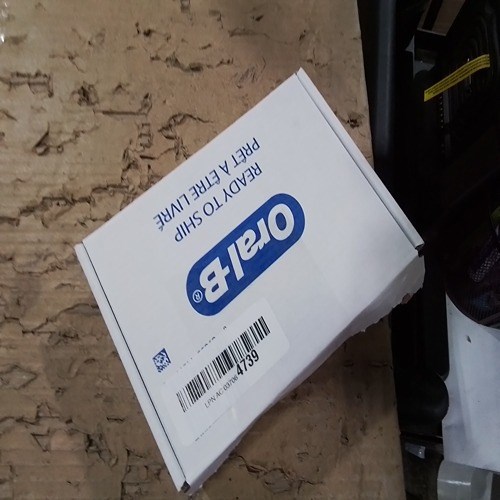 Oral-B®
READY TO SHIP
PRÊT À ÊTRE LIVRÉ
4739